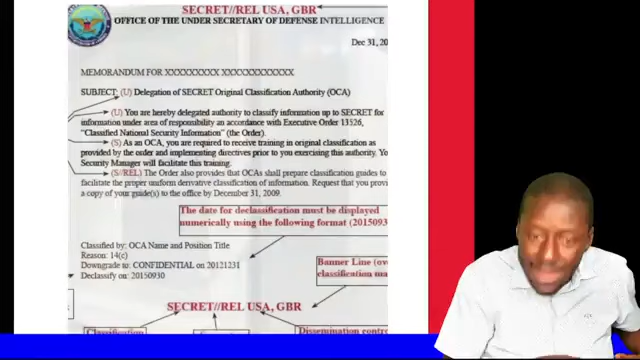 SECRET//REL USA, GBR
OFFICE OF THE UNDER SECRETARY OF DEFENSE INTELLIGENCE
Dec 31, 20
MEMORANDUM FOR XXXXXXXXX XXXXXXXXXXXX
SUBJECT: (U) Delegation of SECRET Original Classification Authority (OCA)
(U) You are hereby delegated authority to classify information up to SECRET for
information under area of responsibility an accordance with Executive Order 13526,
“Classified National Security Information” (the Order).
(S) As an OCA, you are required to receive training in original classification as
provided by the order and implementing directives prior to you exercising this authority. Yo
Security Manager will facilitate this training.
(S//REL) The Order also provides that OCAs shall prepare classification guides to
facilitate the proper uniform derivative classification of information. Request that you provi
a copy of your guide(s) to the office by December 31, 2009.
The date for declassification must be displayed
numerically using the following format (2015093
Classified by: OCA Name and Position Title
Reason: 14(c)
Downgrade to: CONFIDENTIAL on 20121231
Declassify on: 20150930
Banner Line (ov
classification ma
SECRET//REL USA, GBR
Classification
Dissemination contr